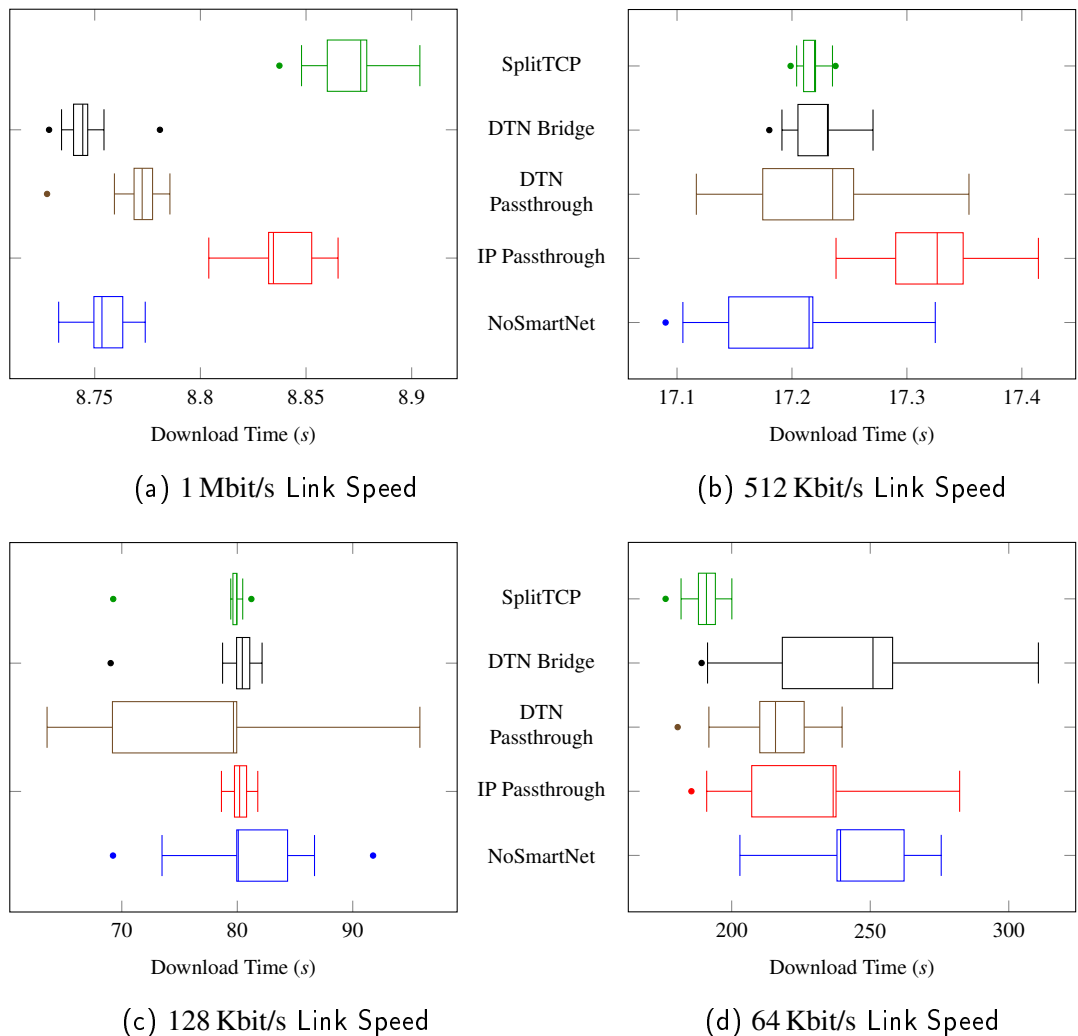 SplitTCP
DTN Bridge
DTN
Passthrough
IP Passthrough
NoSmartNet
8.75 8.8 8.85 8.9
Download Time (s)
(a) 1 Mbit/s Link Speed
17.1 17.2 17.3 17.4
Download Time (s)
(b) 512 Kbit/s Link Speed
SplitTCP
DTN Bridge
DTN
Passthrough
IP Passthrough
NoSmartNet
70 80 90
Download Time (s)
(c) 128 Kbit/s Link Speed
200 250 300
Download Time (s)
(d) 64 Kbit/s Link Speed